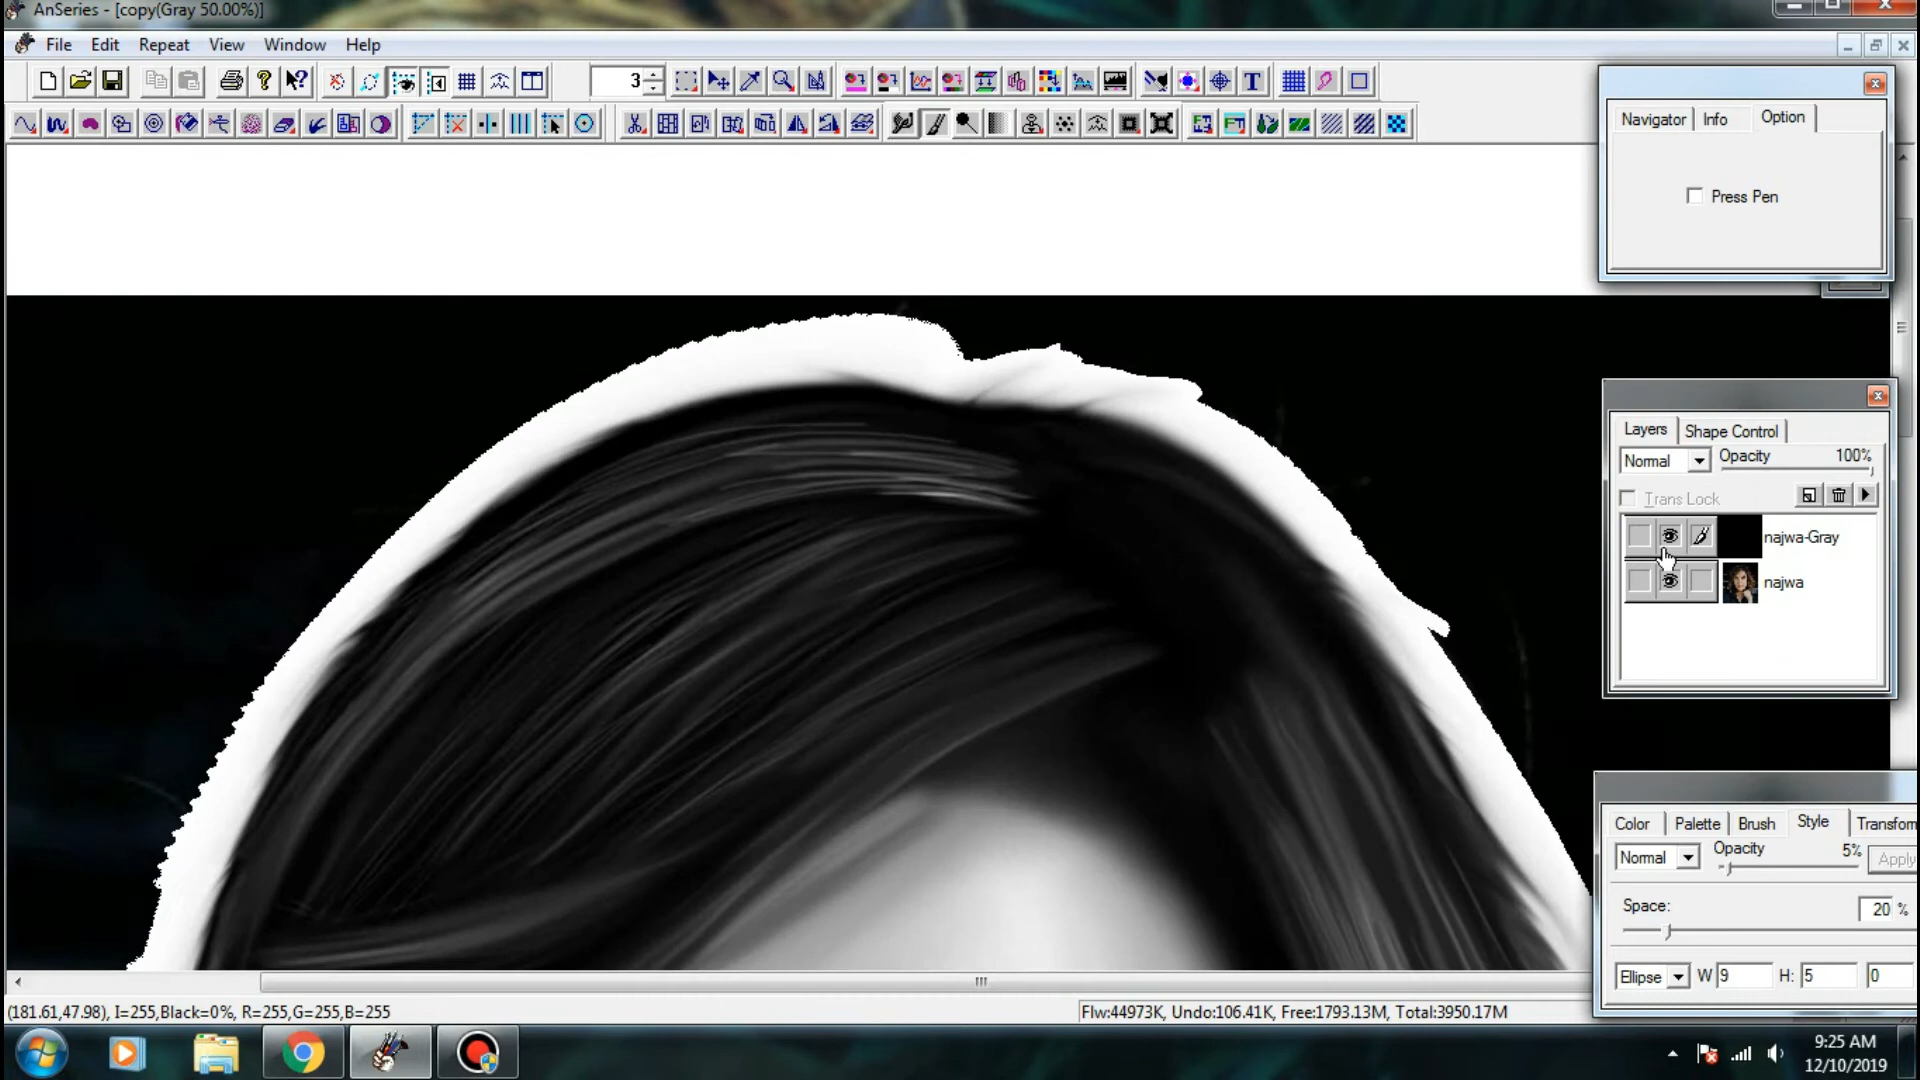 AnSeries - [copy(Gray 50.00%)]
File Edit Repeat View Window Help
3
Navigator Info Option
Press Pen
Layers Shape Control
Normal Opacity 100%
Trans Lock
najwa-Gray
najwa
Color Palette Brush Style Transfom
Normal Opacity 5% Apply
Space: 20 %
Ellipse W 9 H: 5 0
(181.61,47.98), I=255,Black=0%, R=255,G=255,B=255
Flw:44973K, Undo:106.41K, Free:1793.13M, Total:3950.17M
9:25 AM
12/10/2019